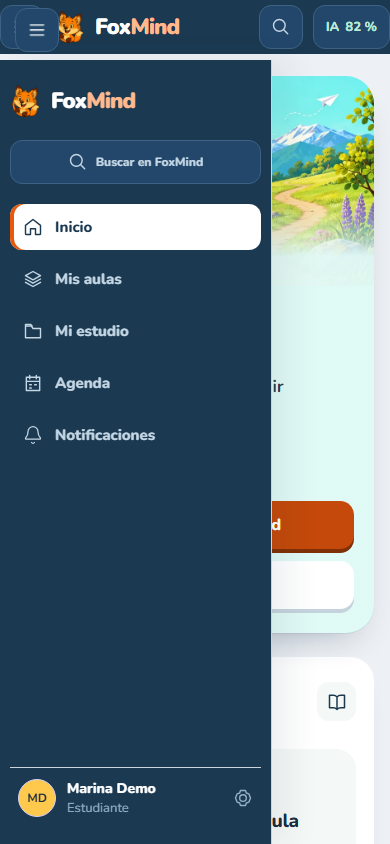 FoxMind
IA 82 %
FoxMind
Buscar en FoxMind
Inicio
Mis aulas
Mi estudio
ir
Agenda
Notificaciones
d
MD
Marina Demo
Estudiante
ula